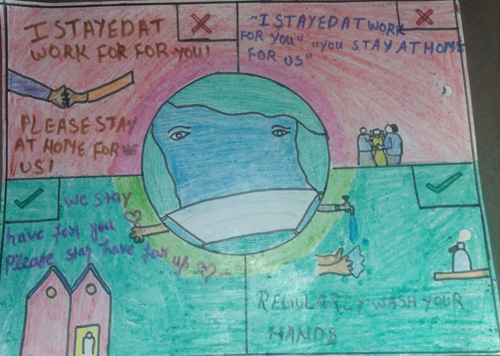 I STAYED AT
WORK FOR FOR YOU!
PLEASE STAY
AT HOME FOR
US!
"I STAYED AT WORK
FOR YOU" "YOU STAY AT HOME
FOR US"
we stay
have for you
Please stay have for us
REGULARLY WASH YOUR
HANDS